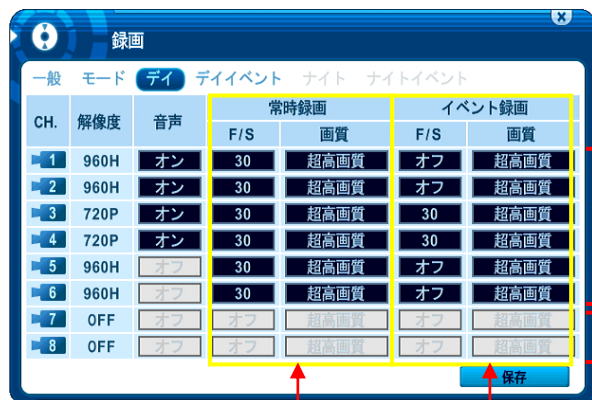 録画
一般 モード デイ デイイベント ナイト ナイトイベント
CH. 解像度 音声 常時録画 イベント録画
F/S 画質 F/S 画質
1 960H オン 30 超高画質 オフ 超高画質
2 960H オン 30 超高画質 オフ 超高画質
3 720P オン 30 超高画質 30 超高画質
4 720P オン 30 超高画質 30 超高画質
5 960H オフ 30 超高画質 オフ 超高画質
6 960H オフ 30 超高画質 オフ 超高画質
7 OFF オフ オフ 超高画質 オフ 超高画質
8 OFF オフ オフ 超高画質 オフ 超高画質
保存